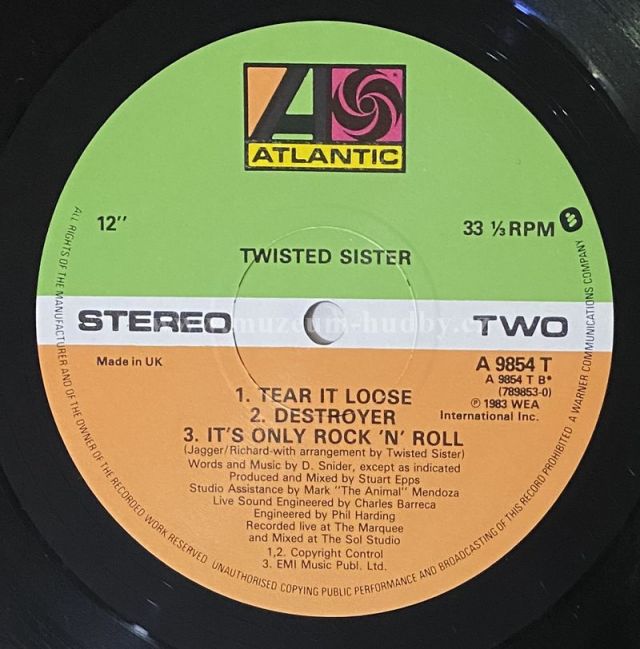 ATLANTIC
12''
33 ⅓ RPM
TWISTED SISTER
STEREO
TWO
Made in UK
A 9854 T
A 9854 T B*
(789853-0)
℗ 1983 WEA
International Inc.
1. TEAR IT LOOSE
2. DESTROYER
3. IT'S ONLY ROCK 'N' ROLL
(Jagger/Richard-with arrangement by Twisted Sister)
Words and Music by D. Snider, except as indicated
Produced and Mixed by Stuart Epps
Studio Assistance by Mark "The Animal" Mendoza
Live Sound Engineered by Charles Barreca
Engineered by Phil Harding
Recorded live at The Marquee
and Mixed at The Sol Studio
1,2. Copyright Control
3. EMI Music Publ. Ltd.
ALL RIGHTS OF THE MANUFACTURER AND OF THE OWNER OF THE RECORDED WORK RESERVED. UNAUTHORISED COPYING PUBLIC PERFORMANCE AND BROADCASTING OF THIS RECORD PROHIBITED. A WARNER COMMUNICATIONS COMPANY
muzeum-hudby.c